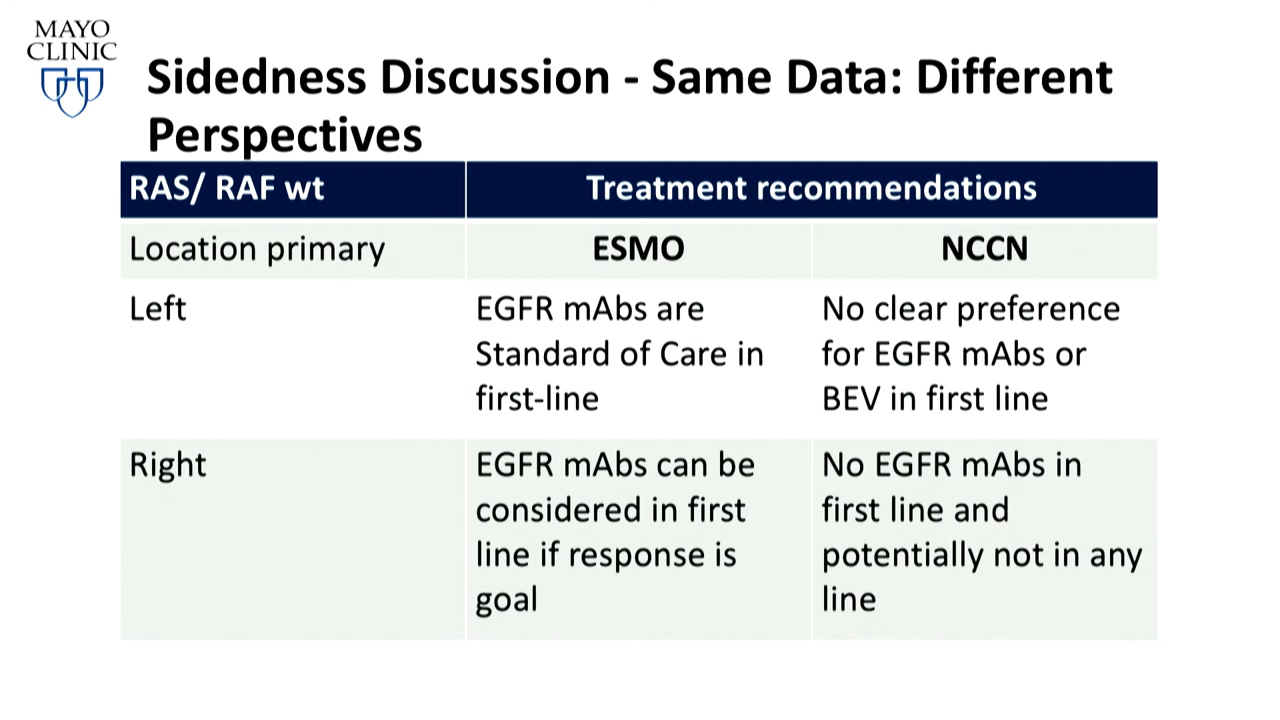 MAYO
CLINIC
Sidedness Discussion - Same Data: Different
Perspectives
RAS/ RAF wt
Treatment recommendations
Location primary
ESMO
NCCN
Left
EGFR mAbs are
Standard of Care in
first-line
No clear preference
for EGFR mAbs or
BEV in first line
Right
EGFR mAbs can be
considered in first
line if response is
goal
No EGFR mAbs in
first line and
potentially not in any
line